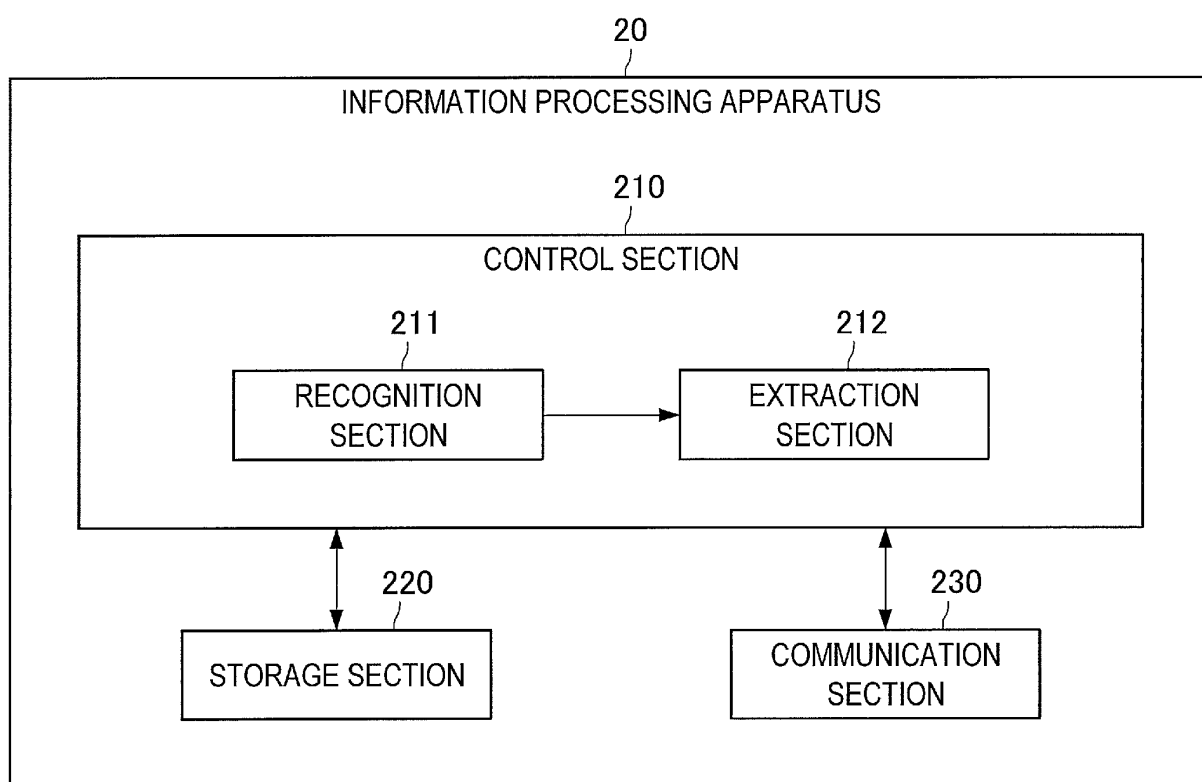 20
INFORMATION PROCESSING APPARATUS
210
CONTROL SECTION
211
212
RECOGNITION
SECTION
EXTRACTION
SECTION
220
230
STORAGE SECTION
COMMUNICATION
SECTION